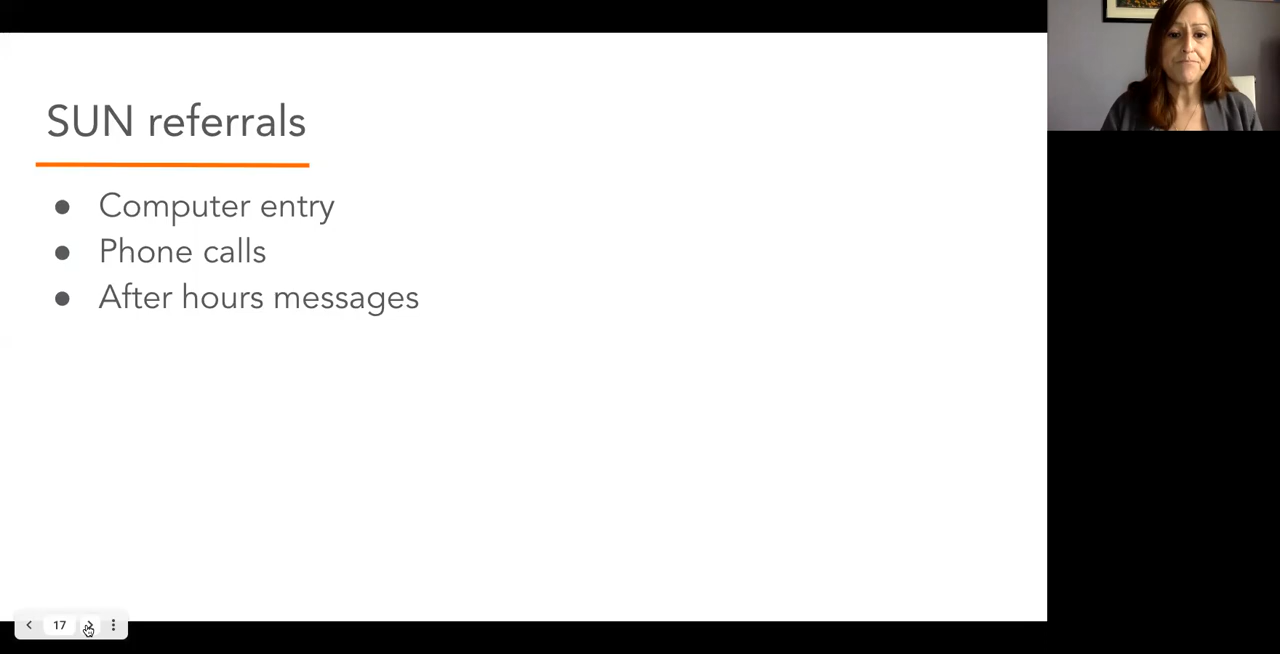 SUN referrals
● Computer entry
● Phone calls
● After hours messages
17